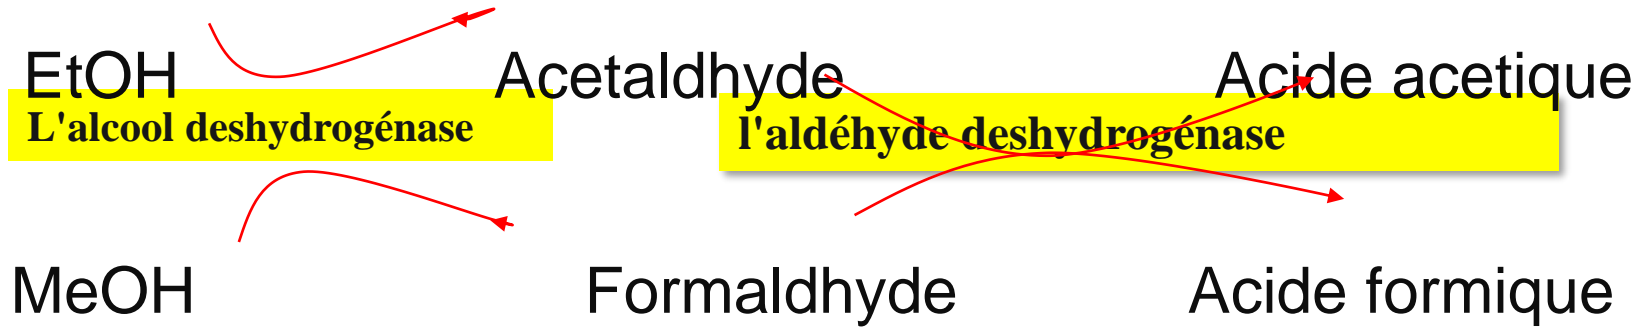 EtOH Acetaldhyde Acide acetique
L'alcool deshydrogénase l'aldéhyde deshydrogénase
MeOH Formaldhyde Acide formique